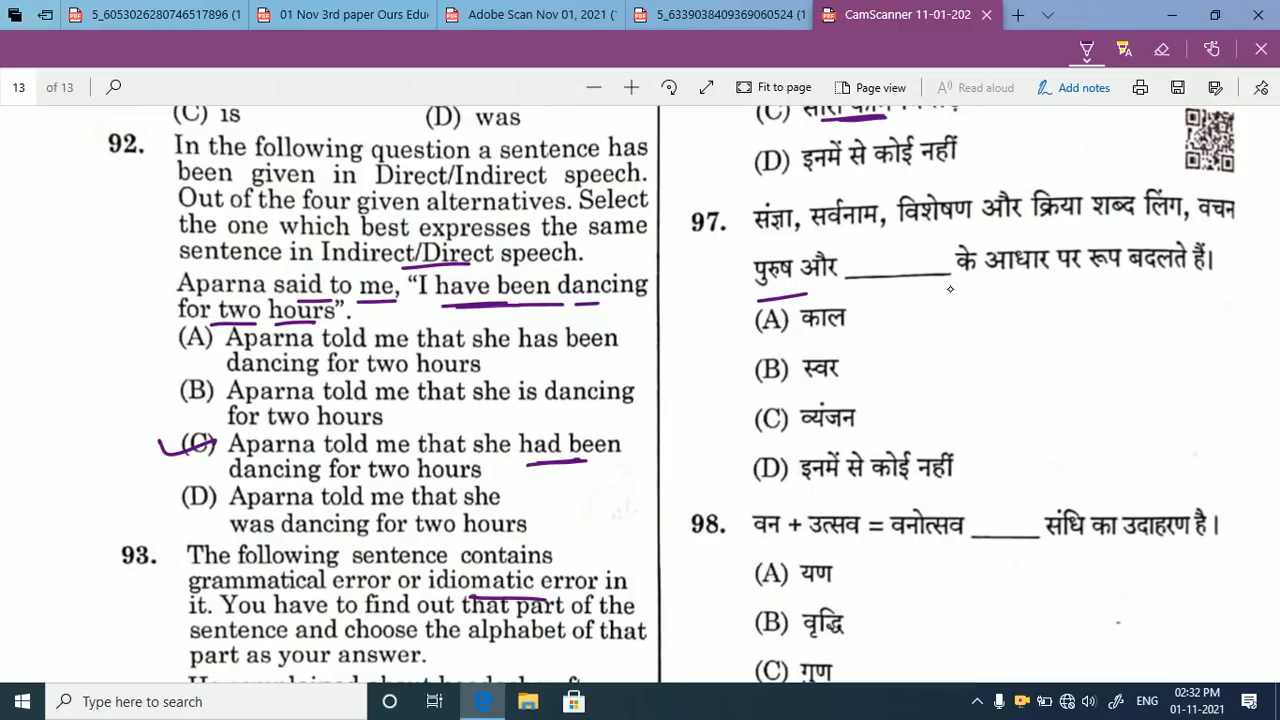 5_6053026280746517896 (1
01 Nov 3rd paper Ours Edu
Adobe Scan Nov 01, 2021 (
5_6339038409369060524 (1
CamScanner 11-01-202
13 of 13
Fit to page
Page view
Read aloud
Add notes
(C) is (D) was
92. In the following question a sentence has
been given in Direct/Indirect speech.
Out of the four given alternatives. Select
the one which best expresses the same
sentence in Indirect/Direct speech.
Aparna said to me, “I have been dancing
for two hours”.
(A) Aparna told me that she has been
dancing for two hours
(B) Aparna told me that she is dancing
for two hours
(C) Aparna told me that she had been
dancing for two hours
(D) Aparna told me that she
was dancing for two hours
93. The following sentence contains
grammatical error or idiomatic error in
it. You have to find out that part of the
sentence and choose the alphabet of that
part as your answer.
(D) इनमें से कोई नहीं
97. संज्ञा, सर्वनाम, विशेषण और क्रिया शब्द लिंग, वचन
पुरुष और ________ के आधार पर रूप बदलते हैं।
(A) काल
(B) स्वर
(C) व्यंजन
(D) इनमें से कोई नहीं
98. वन + उत्सव = वनोत्सव _____ संधि का उदाहरण है।
(A) यण
(B) वृद्धि
(C) गुण
Type here to search
ENG
02:32 PM
01-11-2021